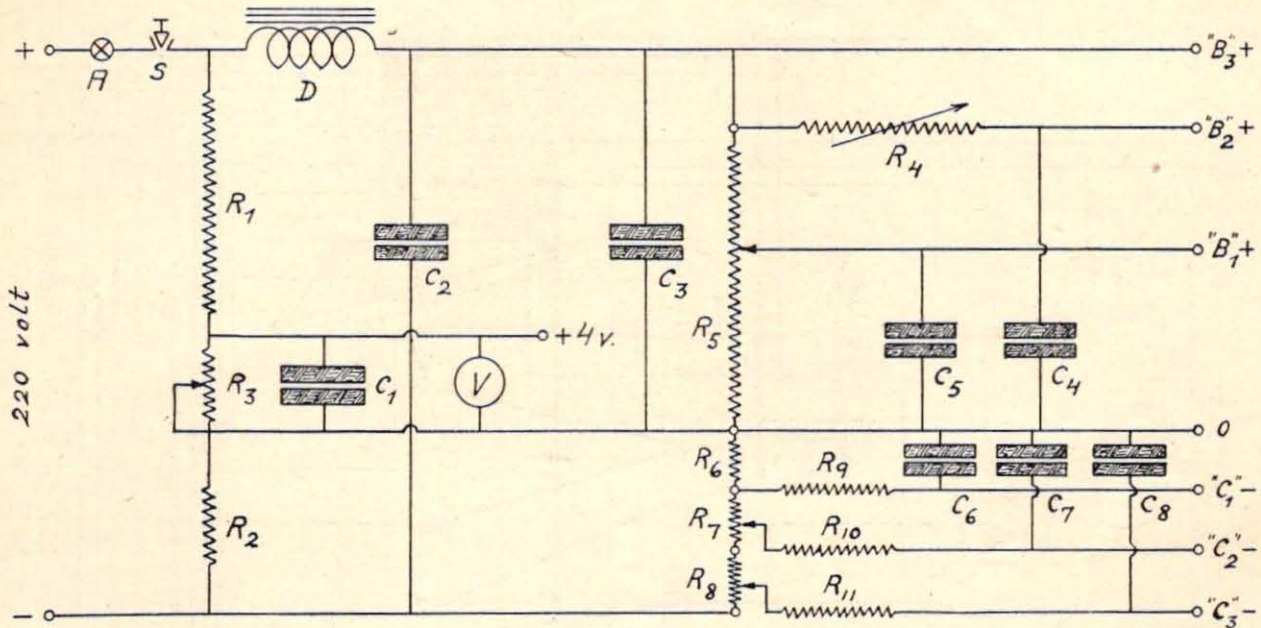 +
A
S
D
"B3"+
"B2"+
R4
R1
"B1"+
C2
C3
220 volt
+4 v.
R5
R3
C1
V
C5
C4
0
R6
R9
"C1"-
C6
C7
C8
R2
R7
R10
"C2"-
R8
R11
-
"C3"-